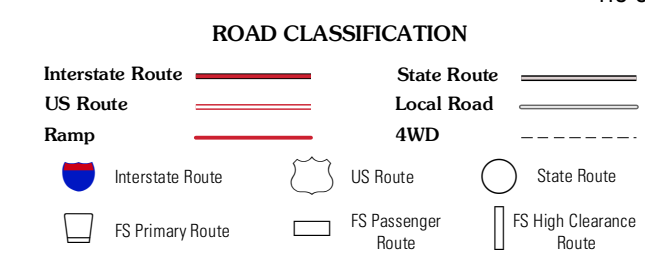 ROAD CLASSIFICATION
Interstate Route
State Route
US Route
Local Road
Ramp
4WD
Interstate Route
US Route
State Route
FS Primary Route
FS Passenger
Route
FS High Clearance
Route